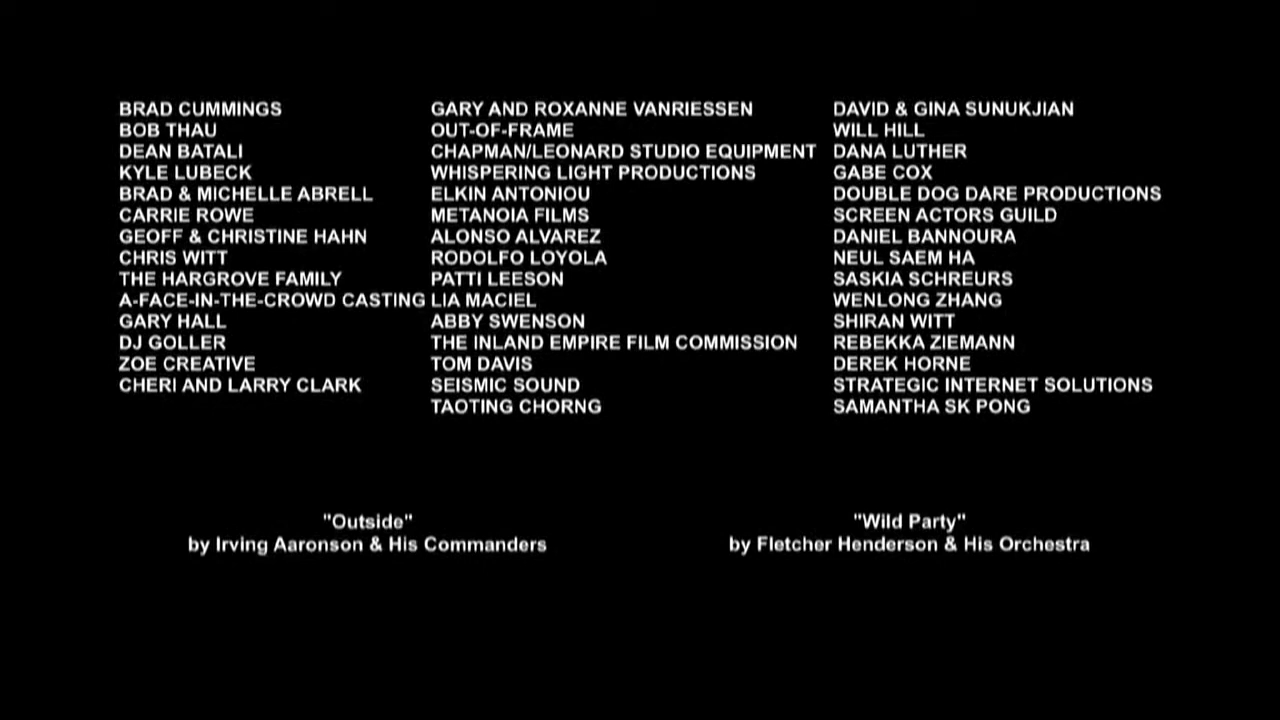 BRAD CUMMINGS
BOB THAU
DEAN BATALI
KYLE LUBECK
BRAD & MICHELLE ABRELL
CARRIE ROWE
GEOFF & CHRISTINE HAHN
CHRIS WITT
THE HARGROVE FAMILY
A-FACE-IN-THE-CROWD CASTING
GARY HALL
DJ GOLLER
ZOE CREATIVE
CHERI AND LARRY CLARK
GARY AND ROXANNE VANRIESSEN
OUT-OF-FRAME
CHAPMAN/LEONARD STUDIO EQUIPMENT
WHISPERING LIGHT PRODUCTIONS
ELKIN ANTONIOU
METANOIA FILMS
ALONSO ALVAREZ
RODOLFO LOYOLA
PATTI LEESON
LIA MACIEL
ABBY SWENSON
THE INLAND EMPIRE FILM COMMISSION
TOM DAVIS
SEISMIC SOUND
TAOTING CHORNG
DAVID & GINA SUNUKJIAN
WILL HILL
DANA LUTHER
GABE COX
DOUBLE DOG DARE PRODUCTIONS
SCREEN ACTORS GUILD
DANIEL BANNOURA
NEUL SAEM HA
SASKIA SCHREURS
WENLONG ZHANG
SHIRAN WITT
REBEKKA ZIEMANN
DEREK HORNE
STRATEGIC INTERNET SOLUTIONS
SAMANTHA SK PONG
"Outside"
by Irving Aaronson & His Commanders
"Wild Party"
by Fletcher Henderson & His Orchestra